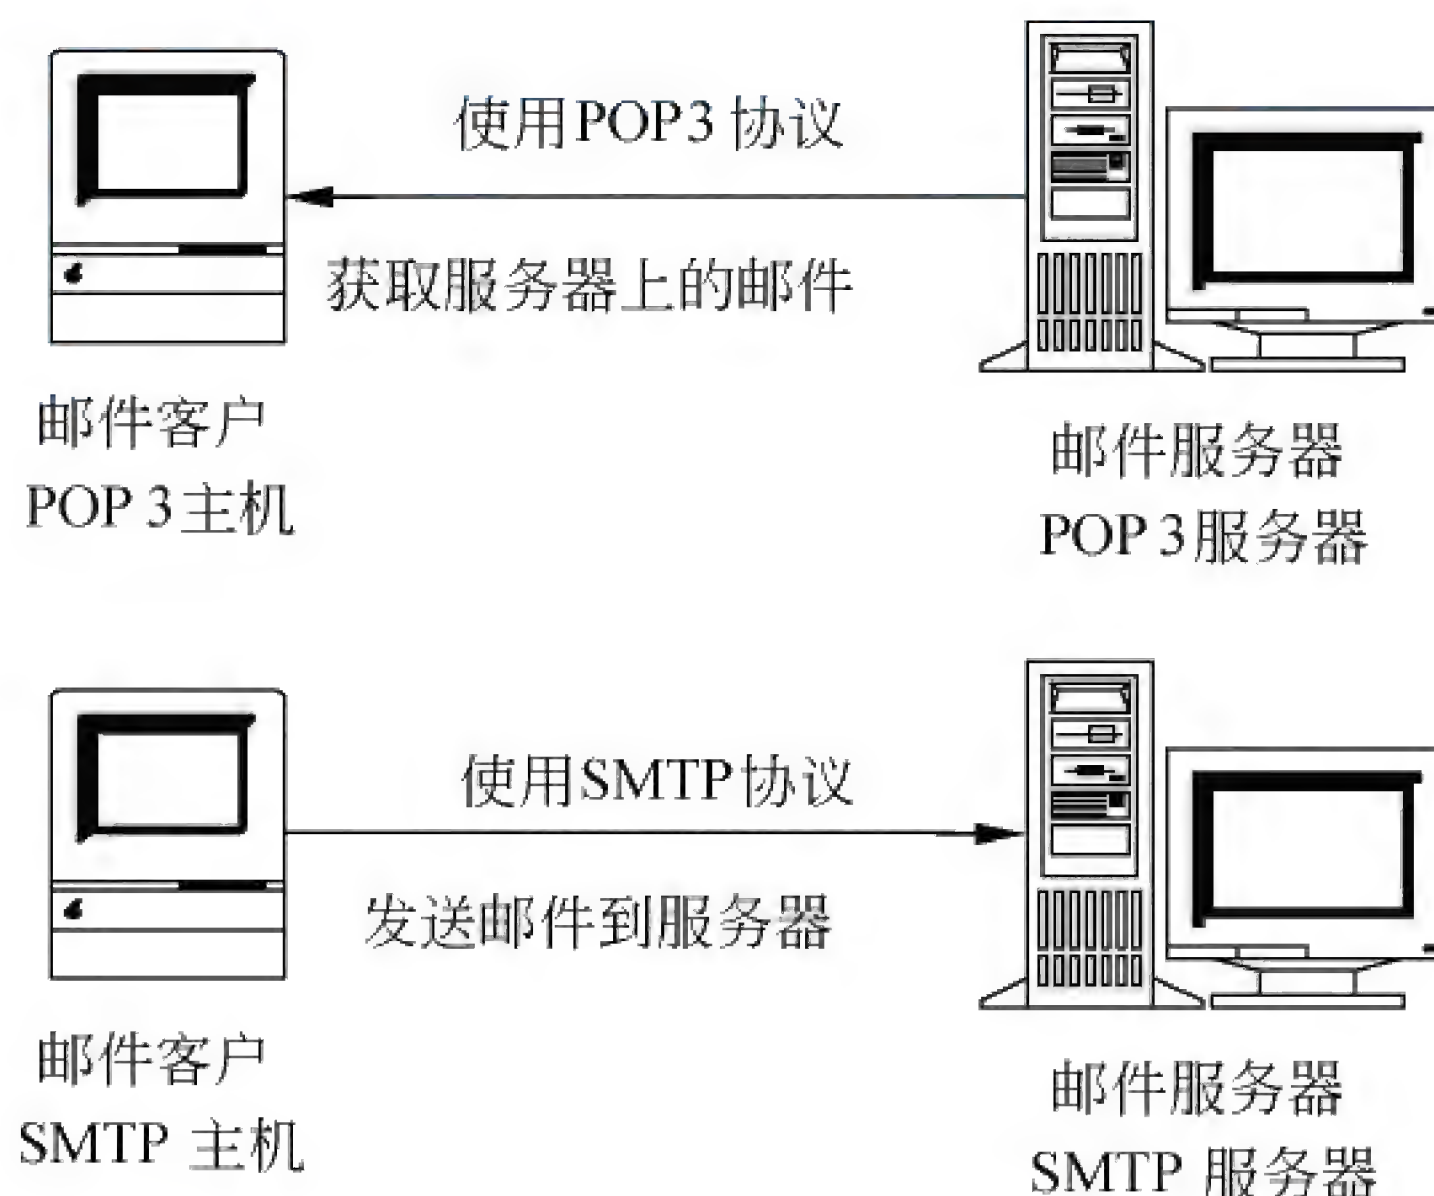 使用POP3 协议
获取服务器上的邮件
邮件客户
POP 3主机
邮件服务器
POP 3服务器
使用SMTP协议
发送邮件到服务器
邮件客户
SMTP 主机
邮件服务器
SMTP 服务器